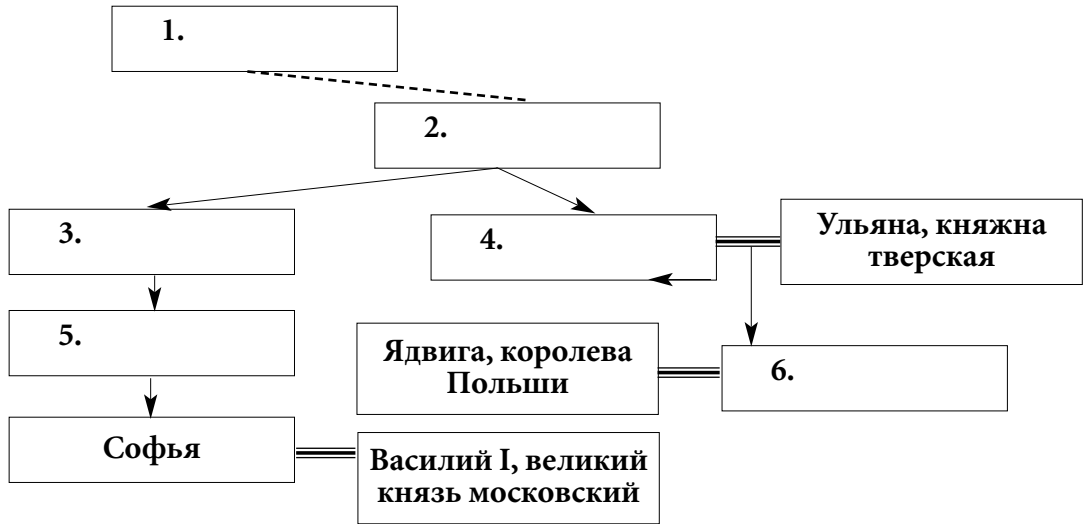 1.
2.
3.
4.
Ульяна, княжна
тверская
5.
Ядвига, королева
Польши
6.
Софья
Василий I, великий
князь московский